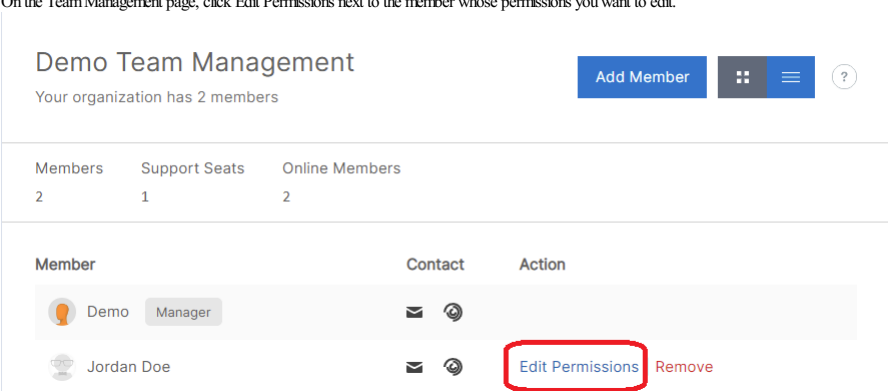 On the Team Management page, click Edit Permissions next to the member whose permissions you want to edit.
Demo Team Management
Your organization has 2 members
Add Member
?
Members Support Seats Online Members
2 1 2
Member Contact Action
Demo Manager
Jordan Doe Edit Permissions Remove